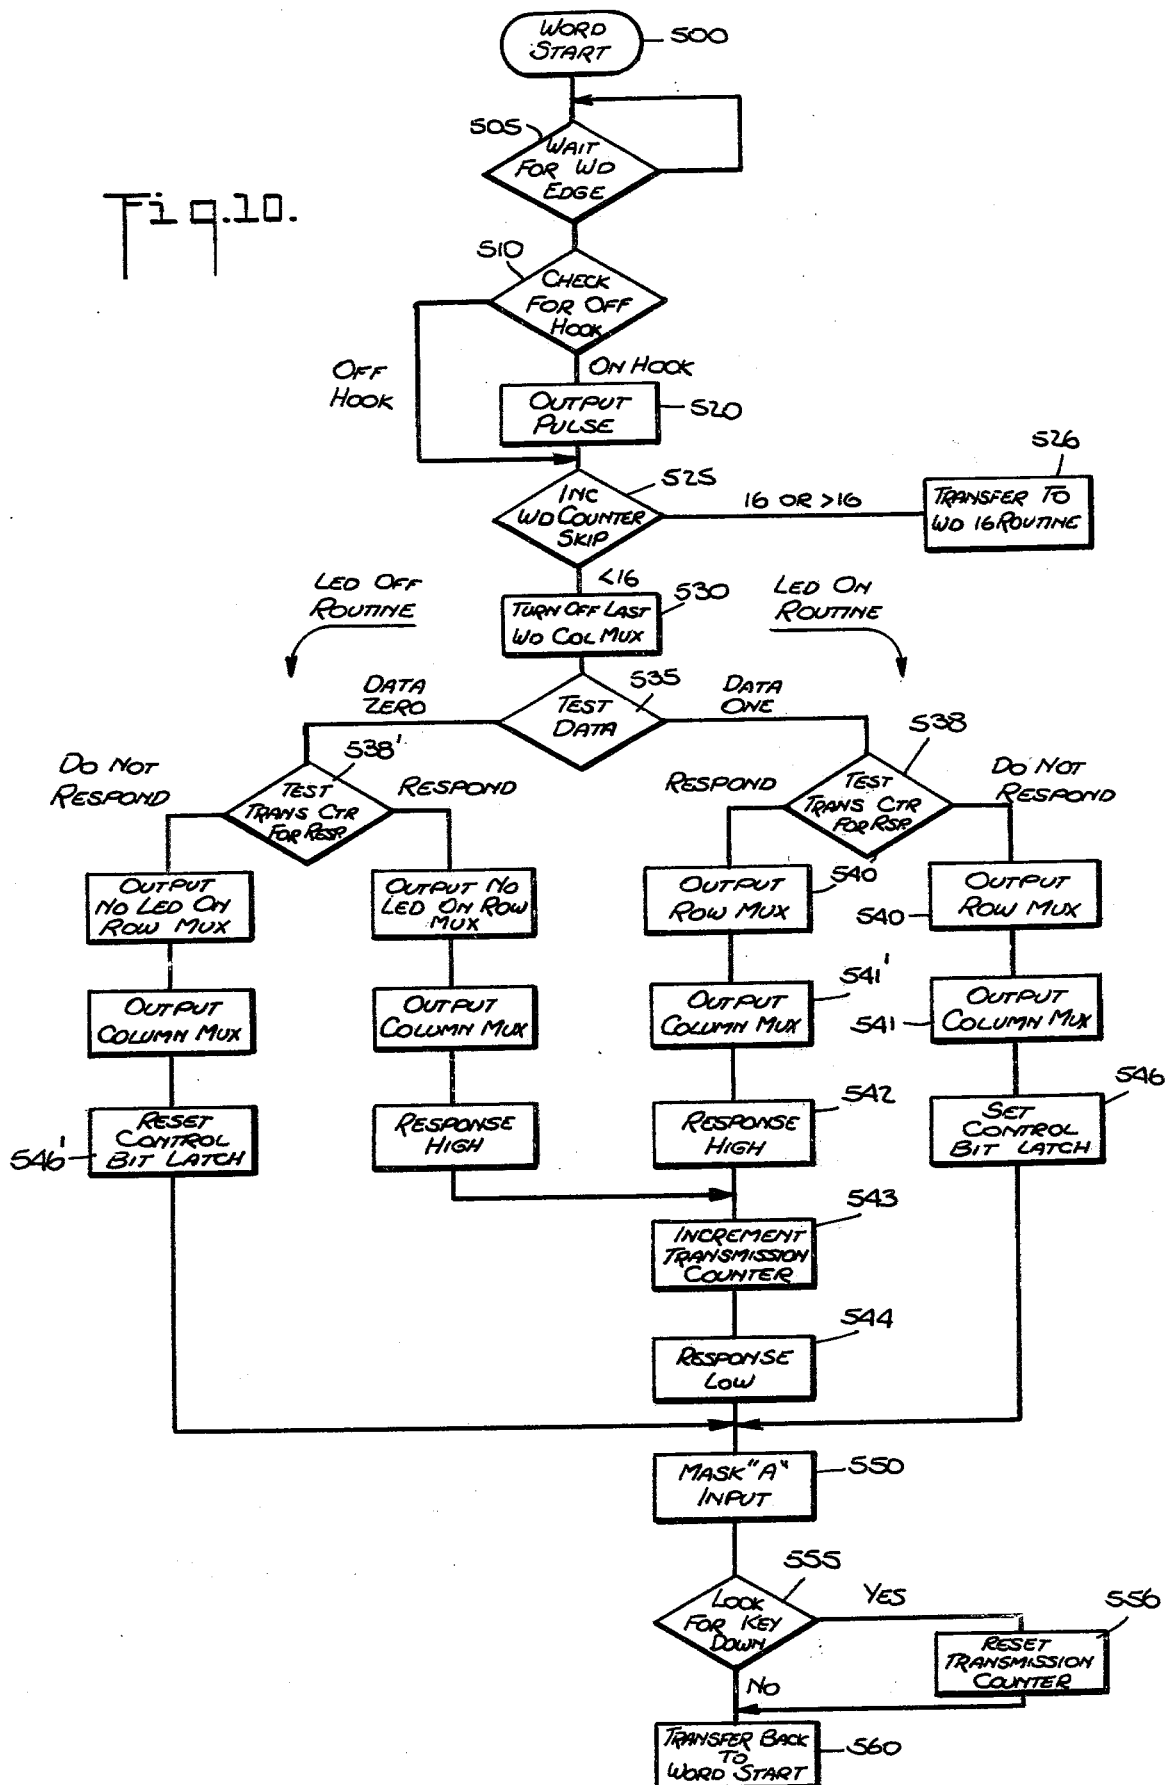 WORD
START
500
505
WAIT
FOR WD
EDGE
Fig.10.
510
CHECK
FOR OFF
HOOK
OFF
HOOK
ON HOOK
OUTPUT
PULSE
520
INC
WD COUNTER
SKIP
525
16 OR >16
526
TRANSFER TO
WD 16 ROUTINE
<16
LED OFF
ROUTINE
TURN OFF LAST
WD COL MUX
530
LED ON
ROUTINE
DATA
ZERO
TEST
DATA
535
DATA
ONE
DO NOT
RESPOND
538'
TEST
TRANS CTR
FOR RESP.
RESPOND
RESPOND
538
TEST
TRANS CTR
FOR RSP.
DO NOT
RESPOND
OUTPUT
NO LED ON
ROW MUX
OUTPUT NO
LED ON ROW
MUX
OUTPUT
ROW MUX
540'
OUTPUT
ROW MUX
540
OUTPUT
COLUMN MUX
OUTPUT
COLUMN MUX
OUTPUT
COLUMN MUX
541'
OUTPUT
COLUMN MUX
541
RESET
CONTROL
BIT LATCH
546'
RESPONSE
HIGH
RESPONSE
HIGH
542
SET
CONTROL
BIT LATCH
546
INCREMENT
TRANSMISSION
COUNTER
543
RESPONSE
LOW
544
MASK "A"
INPUT
550
LOOK
FOR KEY
DOWN
555
YES
RESET
TRANSMISSION
COUNTER
556
NO
TRANSFER BACK
TO
WORD START
560